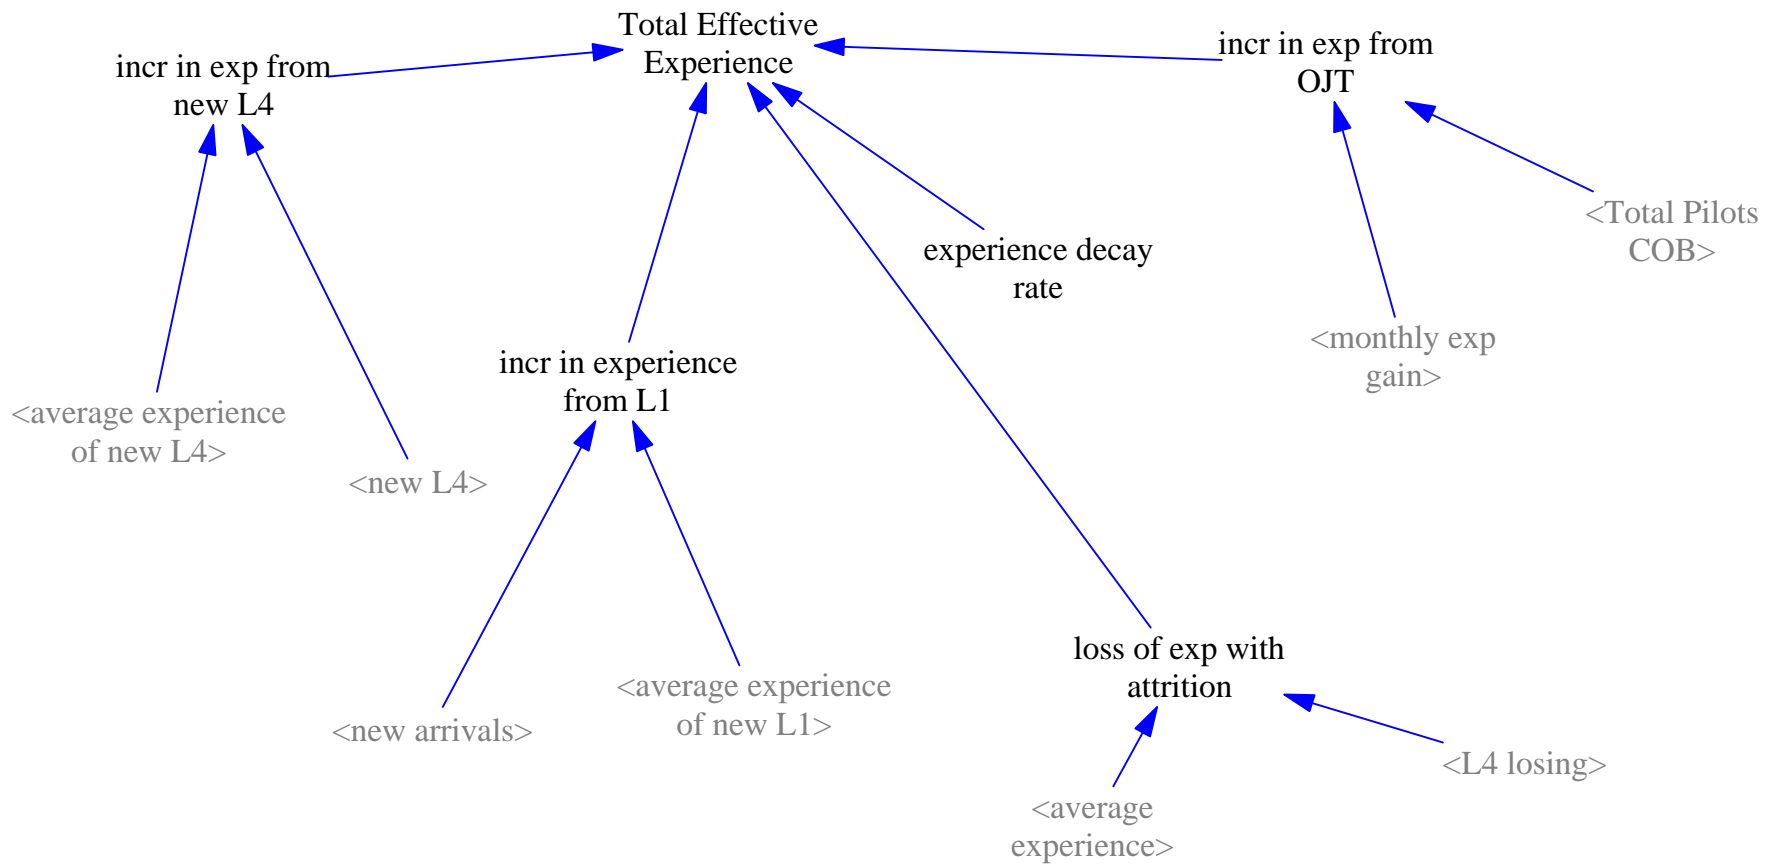 Total Effective
Experience
incr in exp from
new L4
incr in exp from
OJT
<Total Pilots
COB>
experience decay
rate
<monthly exp
gain>
incr in experience
from L1
<average experience
of new L4>
<new L4>
loss of exp with
attrition
<average experience
of new L1>
<new arrivals>
<L4 losing>
<average
experience>